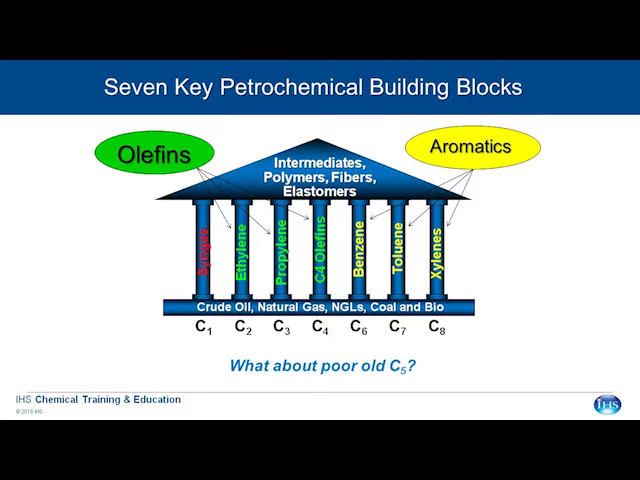 Seven Key Petrochemical Building Blocks
Olefins
Aromatics
Intermediates,
Polymers, Fibers,
Elastomers
Syngas
Ethylene
Propylene
C4 Olefins
Benzene
Toluene
Xylenes
Crude Oil, Natural Gas, NGLs, Coal and Bio
C₁ C₂ C₃ C₄ C₆ C₇ C₈
What about poor old C₅?
IHS Chemical Training & Education
© 2016 IHS
IHS